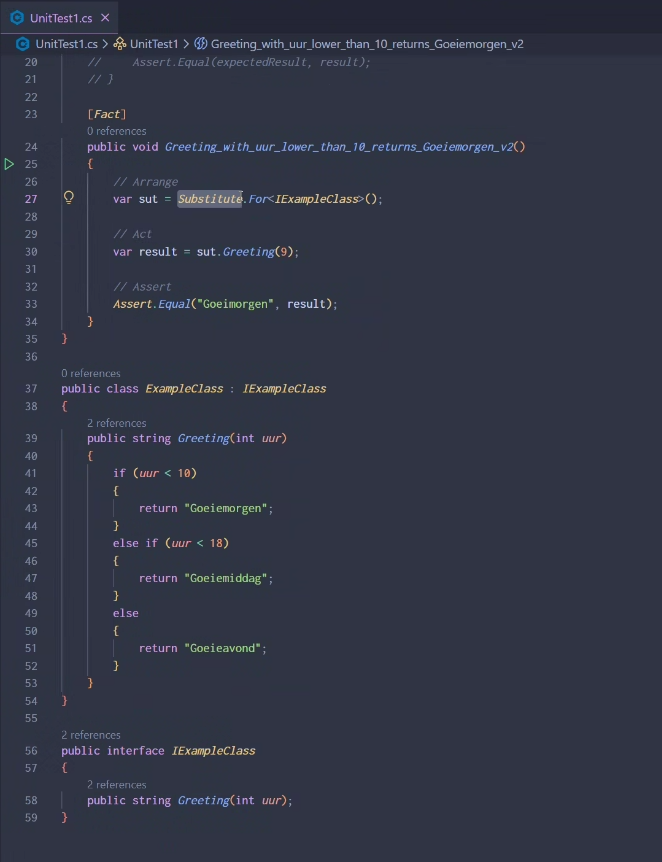 UnitTest1.cs
UnitTest1.cs > UnitTest1 > Greeting_with_uur_lower_than_10_returns_Goeiemorgen_v2
20 //     Assert.Equal(expectedResult, result);
21 // }
22
23 [Fact]
0 references
24 public void Greeting_with_uur_lower_than_10_returns_Goeiemorgen_v2()
25 {
26 // Arrange
27 var sut = Substitute.For<IExampleClass>();
28
29 // Act
30 var result = sut.Greeting(9);
31
32 // Assert
33 Assert.Equal("Goeimorgen", result);
34 }
35 }
36
0 references
37 public class ExampleClass : IExampleClass
38 {
2 references
39 public string Greeting(int uur)
40 {
41 if (uur < 10)
42 {
43 return "Goeiemorgen";
44 }
45 else if (uur < 18)
46 {
47 return "Goeiemiddag";
48 }
49 else
50 {
51 return "Goeieavond";
52 }
53 }
54 }
55
2 references
56 public interface IExampleClass
57 {
2 references
58 public string Greeting(int uur);
59 }